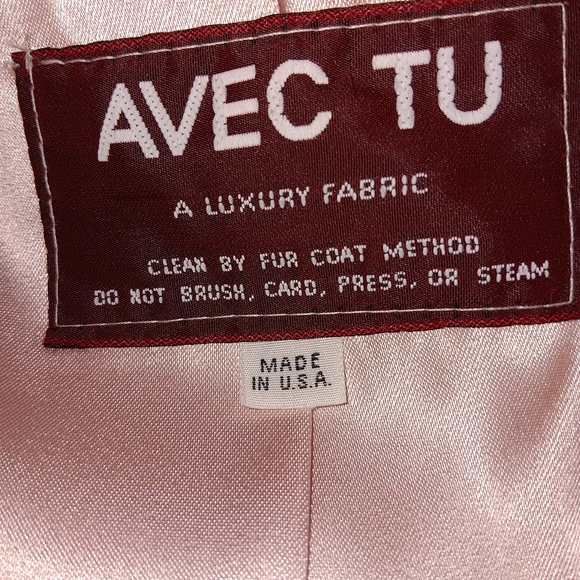 AVEC TU
A LUXURY FABRIC
CLEAN BY FUR COAT METHOD
DO NOT BRUSH, CARD, PRESS, OR STEAM
MADE
IN U.S.A.